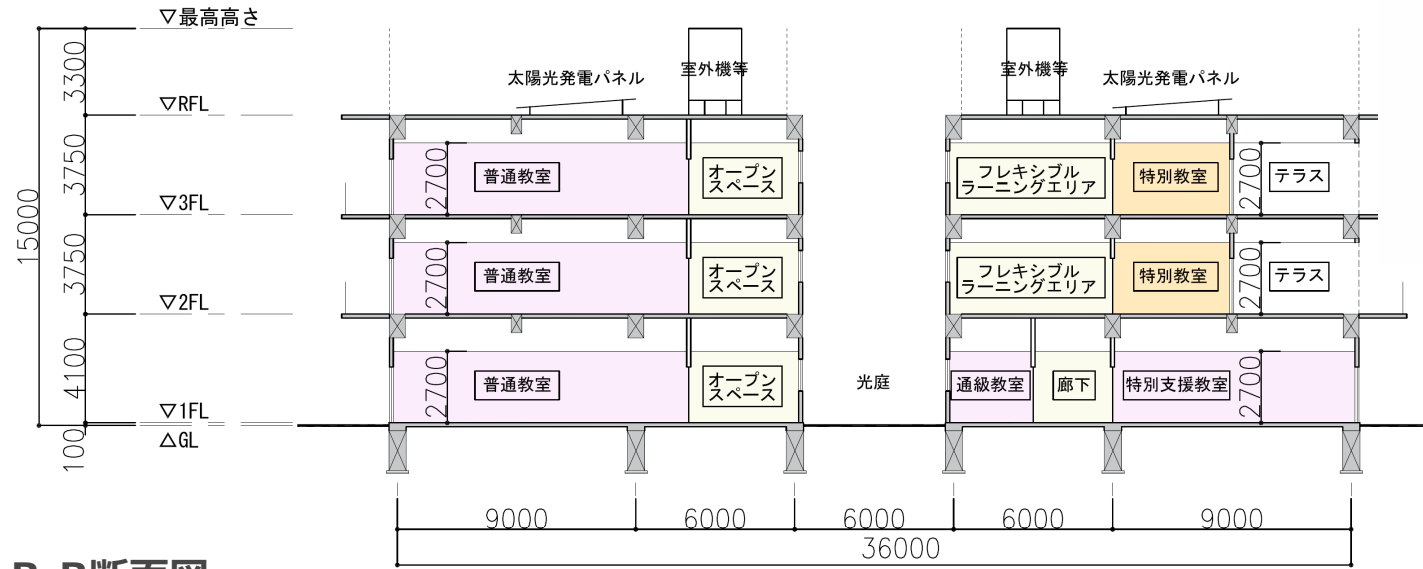 ▽最高高さ
3300
室外機等
室外機等
太陽光発電パネル
太陽光発電パネル
▽RFL
3750
2700
普通教室
オープン
スペース
フレキシブル
ラーニングエリア
特別教室
2700
テラス
▽3FL
15000
3750
2700
普通教室
オープン
スペース
フレキシブル
ラーニングエリア
特別教室
2700
テラス
▽2FL
4100
2700
普通教室
オープン
スペース
光庭
通級教室
廊下
特別支援教室
2700
▽1FL
100
△GL
9000
6000
6000
6000
9000
36000
B-B断面図